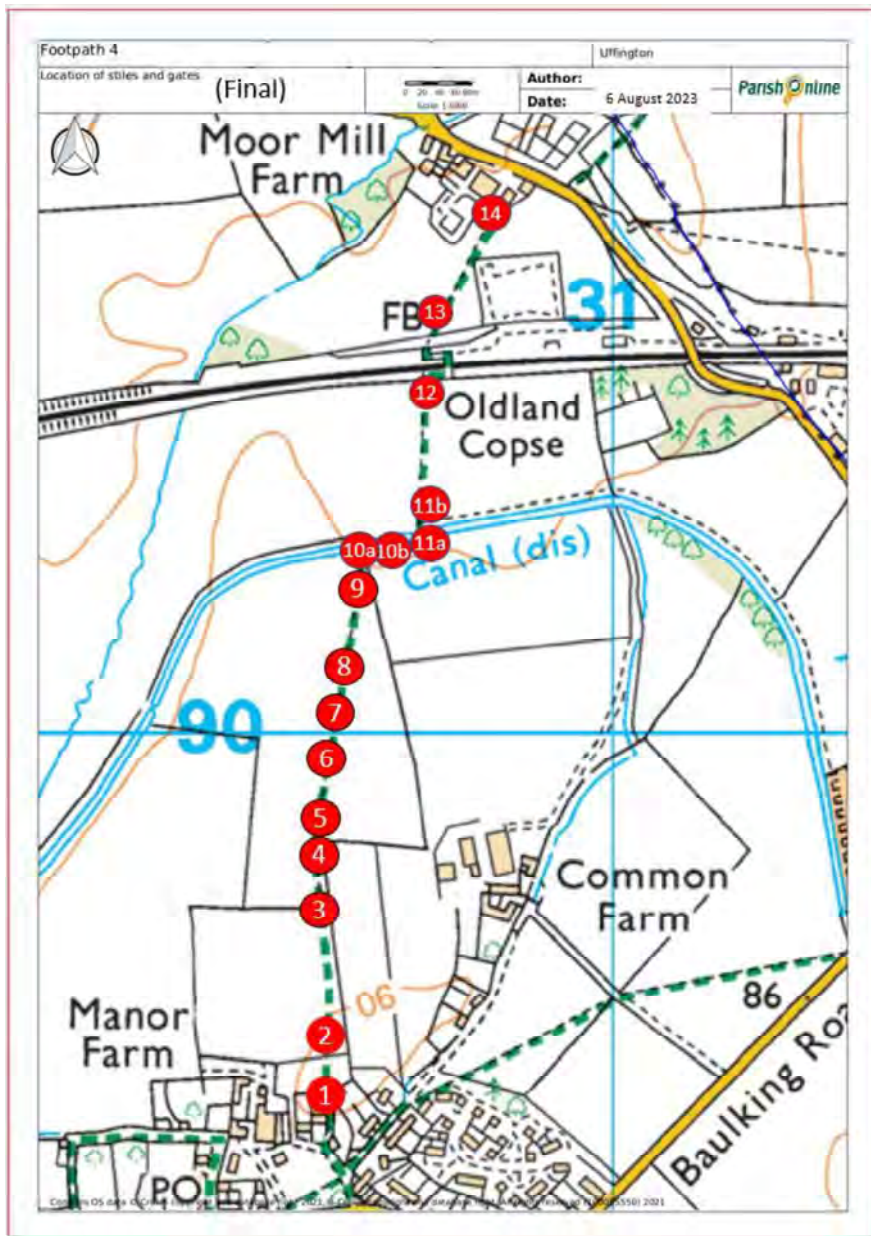 Footpath 4
Uffington
Location of stiles and gates
(Final)
Author:
Date:
6 August 2023
Parish Online
Moor Mill
Farm
14
31
FB
13
12
Oldland
Copse
11b
10a
10b
11a
Canal (dis)
9
8
7
90
6
5
4
Common
Farm
3
90
86
Manor
Farm
2
1
Baulking Roa
PO